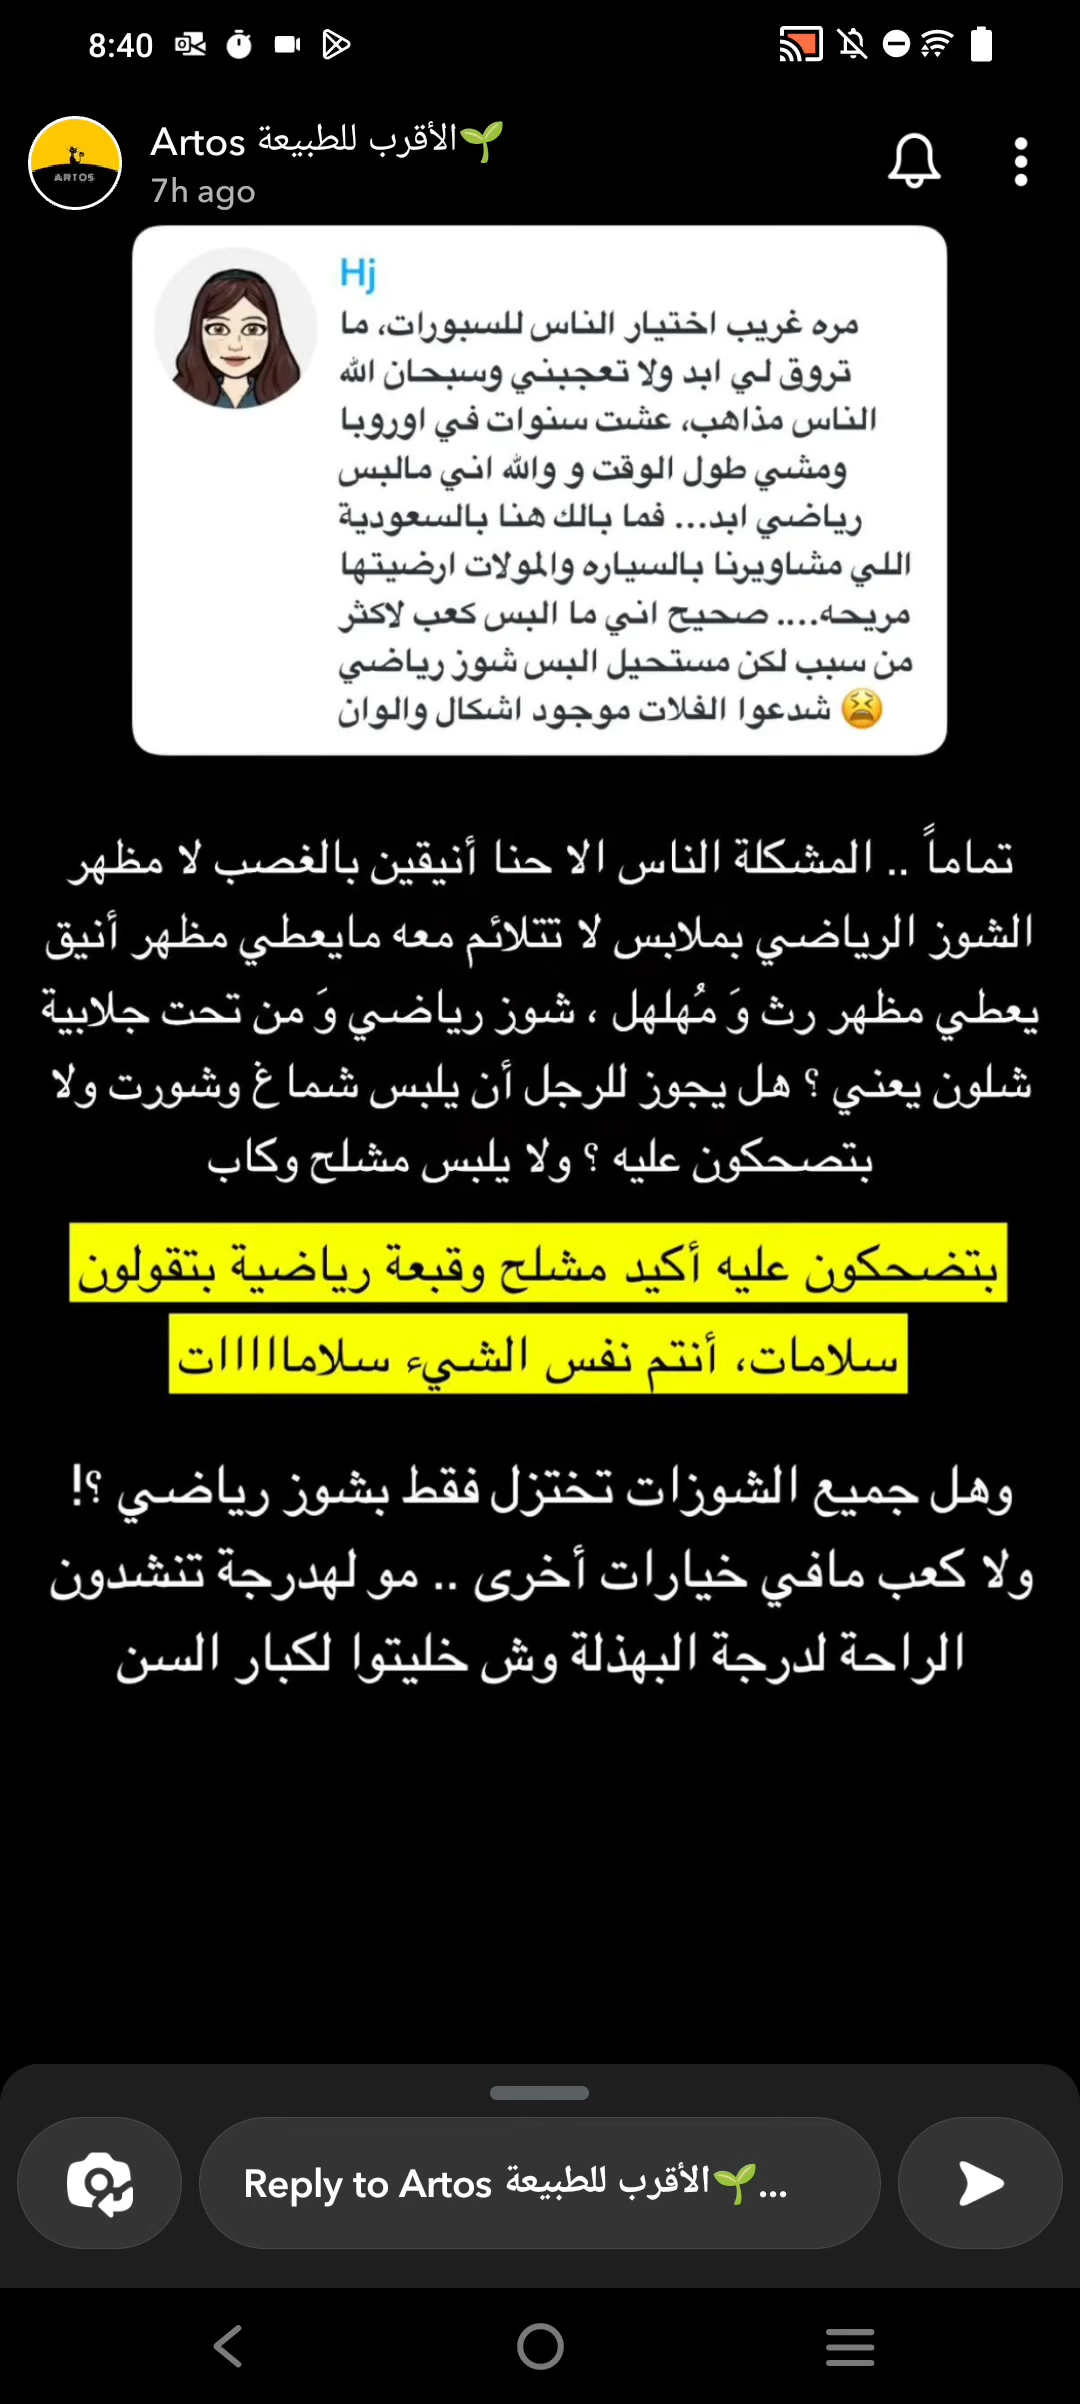 8:40
Artos الأقرب للطبيعة🌱
7h ago
ARTOS
Hj
مره غريب اختيار الناس للسبورات، ما
تروق لي ابد ولا تعجبني وسبحان الله
الناس مذاهب، عشت سنوات في اوروبا
ومشي طول الوقت و والله اني مالبس
رياضي ابد... فما بالك هنا بالسعودية
اللي مشاويرنا بالسياره والمولات ارضيتها
مريحه.... صحيح اني ما البس كعب لاكثر
من سبب لكن مستحيل البس شوز رياضي
😫 شدعوا الفلات موجود اشكال والوان
تماماً .. المشكلة الناس الا حنا أنيقين بالغصب لا مظهر
الشوز الرياضي بملابس لا تتلائم معه مايعطي مظهر أنيق
يعطي مظهر رث وَ مُهلهل ، شوز رياضي وَ من تحت جلابية
شلون يعني ؟ هل يجوز للرجل أن يلبس شماغ وشورت ولا
بتصحكون عليه ؟ ولا يلبس مشلح وكاب
بتضحكون عليه أكيد مشلح وقبعة رياضية بتقولون
سلامات، أنتم نفس الشيء سلاماااااات
وهل جميع الشوزات تختزل فقط بشوز رياضي ؟!
ولا كعب مافي خيارات أخرى .. مو لهدرجة تنشدون
الراحة لدرجة البهذلة وش خليتوا لكبار السن
Reply to Artos الأقرب للطبيعة🌱...